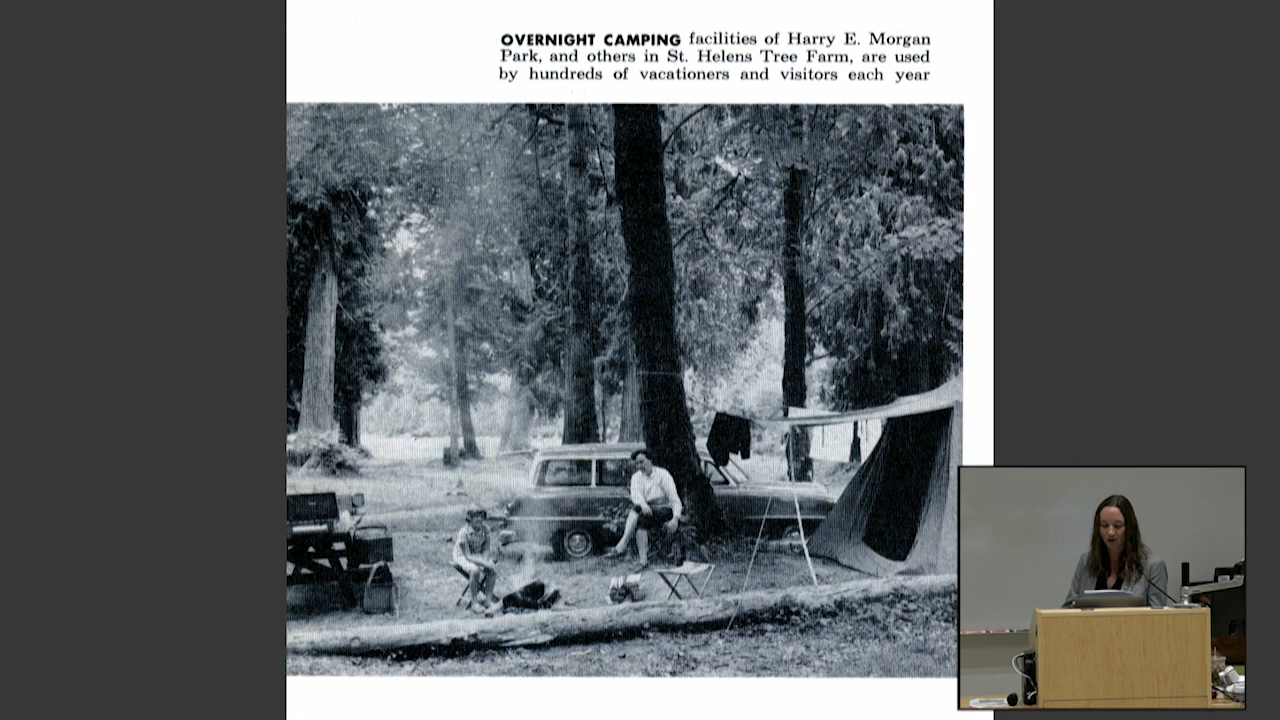 OVERNIGHT CAMPING facilities of Harry E. Morgan
Park, and others in St. Helens Tree Farm, are used
by hundreds of vacationers and visitors each year